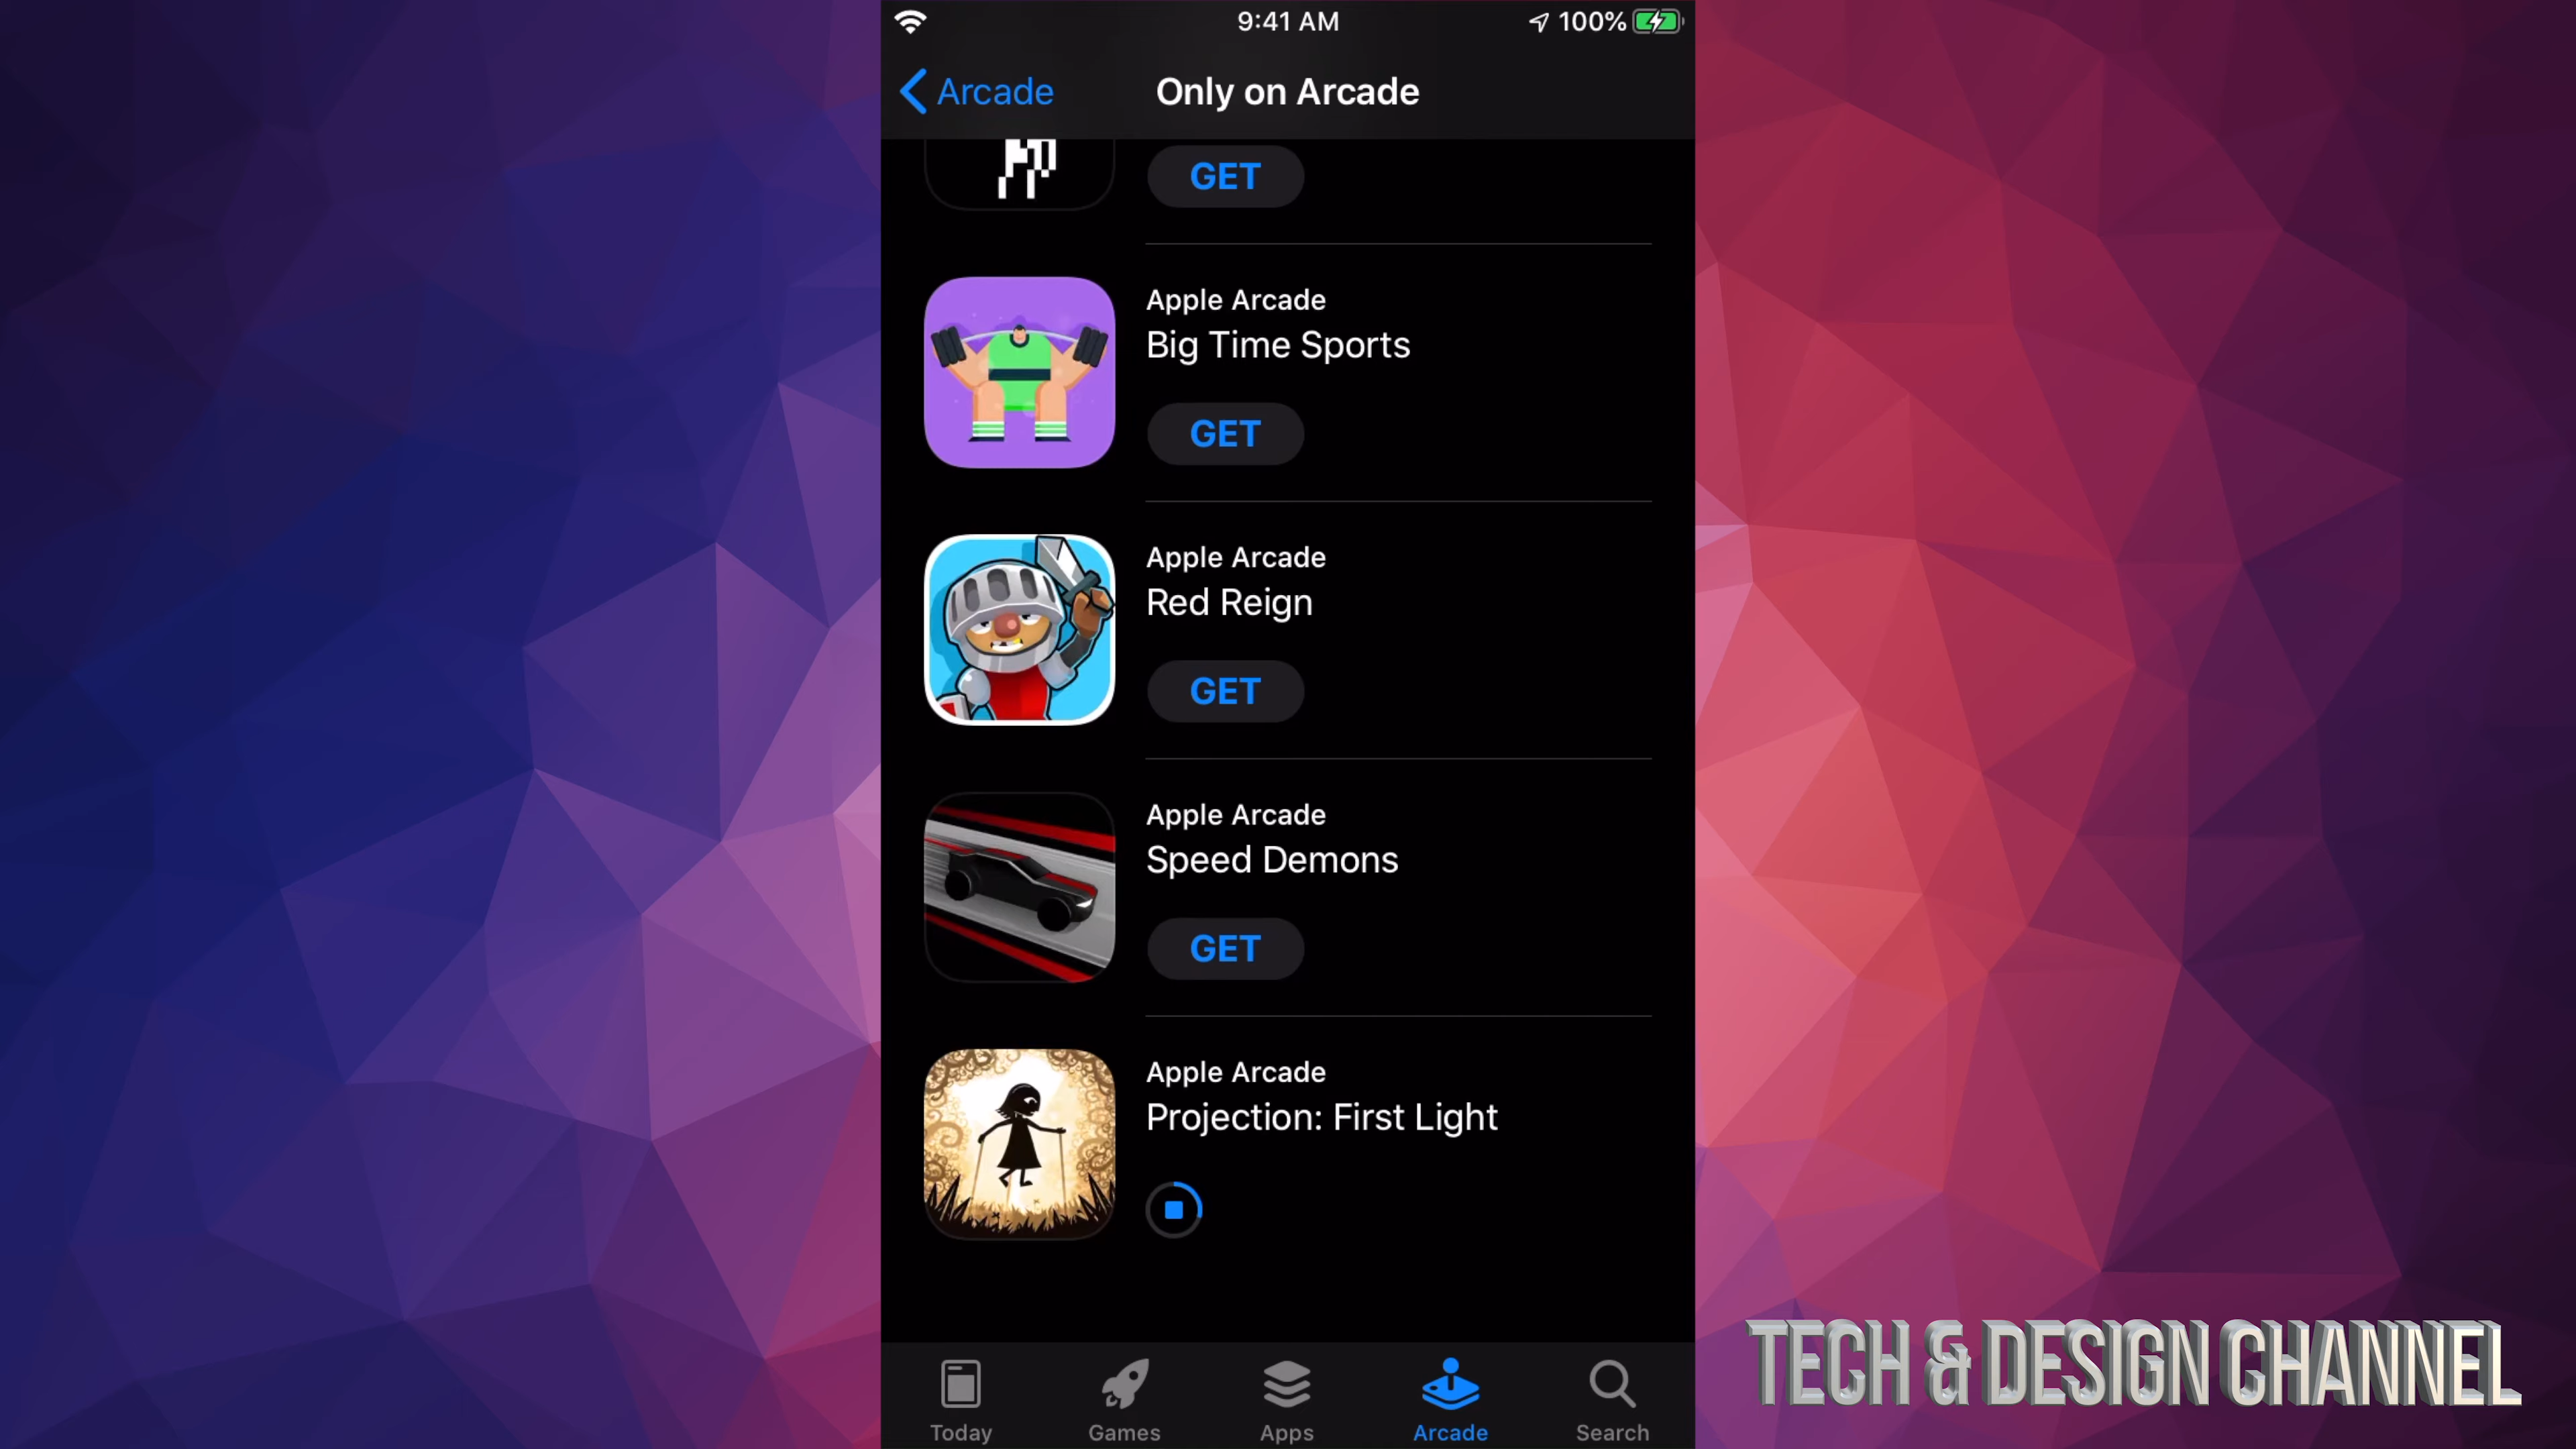 9:41 AM
100%
Arcade
Only on Arcade
GET
Apple Arcade
Big Time Sports
GET
Apple Arcade
Red Reign
GET
Apple Arcade
Speed Demons
GET
Apple Arcade
Projection: First Light
Today
Games
Apps
Arcade
Search
TECH & DESIGN CHANNEL